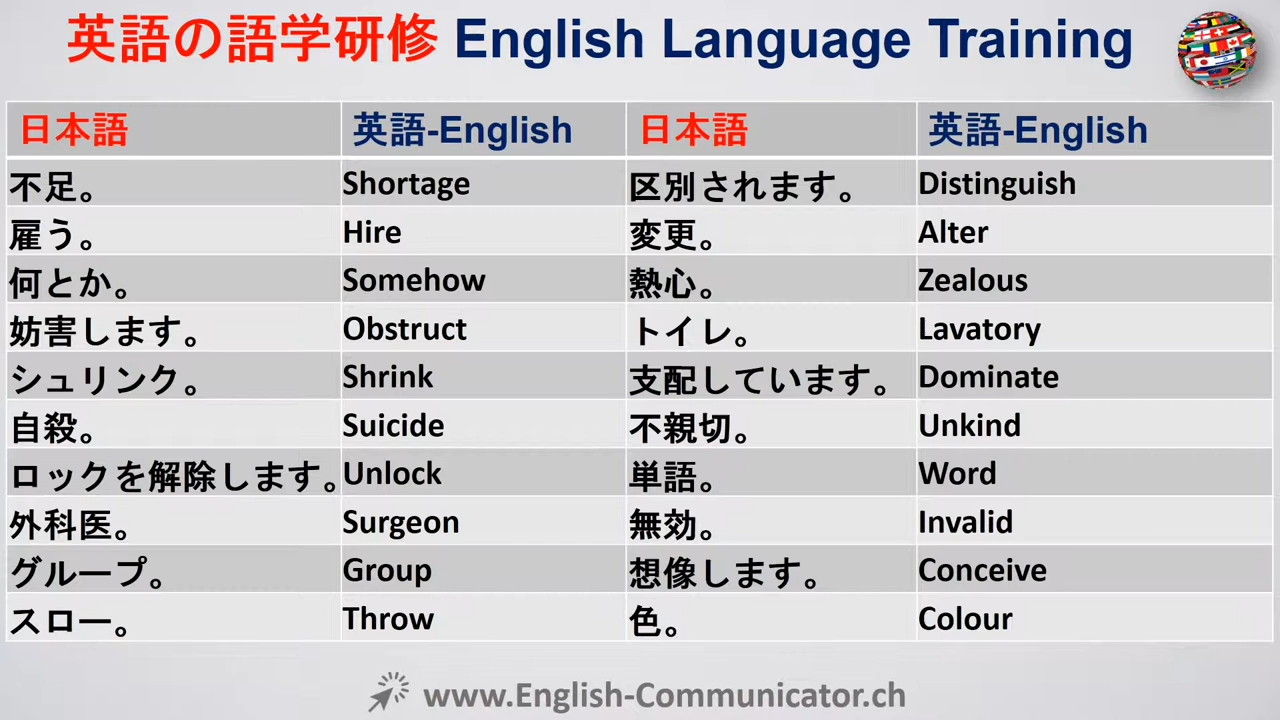 英語の語学研修 English Language Training
日本語 英語-English 日本語 英語-English
不足。 Shortage 区別されます。 Distinguish
雇う。 Hire 変更。 Alter
何とか。 Somehow 熱心。 Zealous
妨害します。 Obstruct トイレ。 Lavatory
シュリンク。 Shrink 支配しています。 Dominate
自殺。 Suicide 不親切。 Unkind
ロックを解除します。 Unlock 単語。 Word
外科医。 Surgeon 無効。 Invalid
グループ。 Group 想像します。 Conceive
スロー。 Throw 色。 Colour
www.English-Communicator.ch